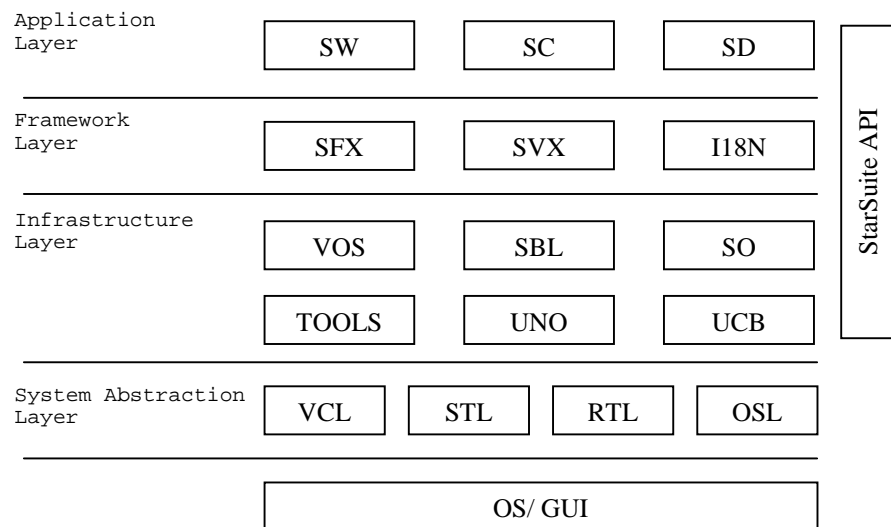 Application
Layer
SW
SC
SD
Framework
Layer
SFX
SVX
I18N
Infrastructure
Layer
VOS
SBL
SO
TOOLS
UNO
UCB
System Abstraction
Layer
VCL
STL
RTL
OSL
OS/ GUI
StarSuite API